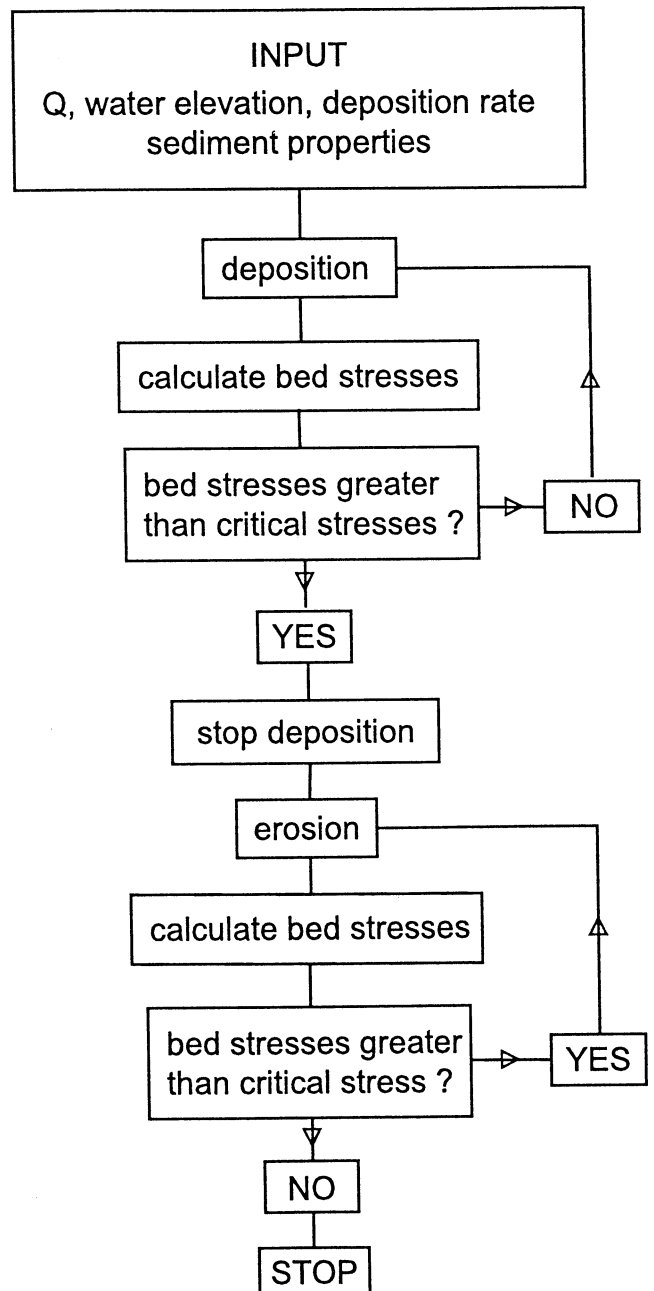 INPUT
Q, water elevation, deposition rate
sediment properties
deposition
calculate bed stresses
bed stresses greater
than critical stresses ?
NO
YES
stop deposition
erosion
calculate bed stresses
bed stresses greater
than critical stress ?
YES
NO
STOP